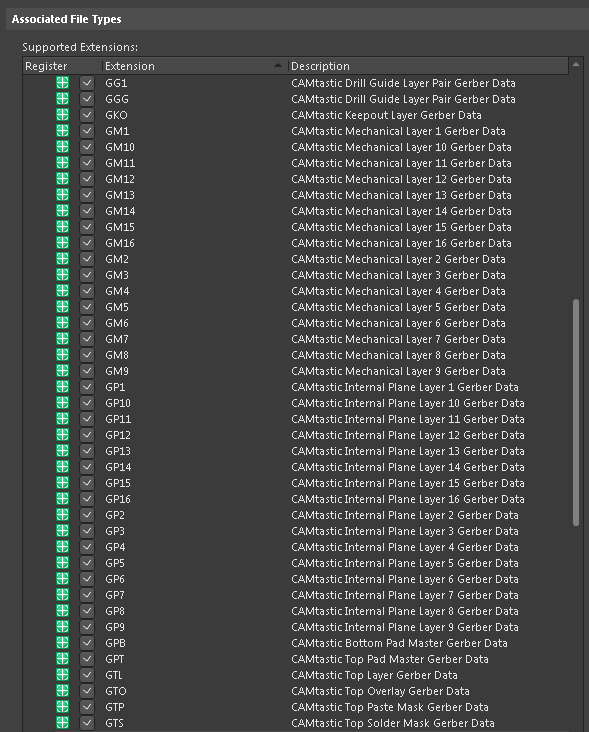 Associated File Types
Supported Extensions:
Register Extension Description
GG1 CAMtastic Drill Guide Layer Pair Gerber Data
GGG CAMtastic Drill Guide Layer Pair Gerber Data
GKO CAMtastic Keepout Layer Gerber Data
GM1 CAMtastic Mechanical Layer 1 Gerber Data
GM10 CAMtastic Mechanical Layer 10 Gerber Data
GM11 CAMtastic Mechanical Layer 11 Gerber Data
GM12 CAMtastic Mechanical Layer 12 Gerber Data
GM13 CAMtastic Mechanical Layer 13 Gerber Data
GM14 CAMtastic Mechanical Layer 14 Gerber Data
GM15 CAMtastic Mechanical Layer 15 Gerber Data
GM16 CAMtastic Mechanical Layer 16 Gerber Data
GM2 CAMtastic Mechanical Layer 2 Gerber Data
GM3 CAMtastic Mechanical Layer 3 Gerber Data
GM4 CAMtastic Mechanical Layer 4 Gerber Data
GM5 CAMtastic Mechanical Layer 5 Gerber Data
GM6 CAMtastic Mechanical Layer 6 Gerber Data
GM7 CAMtastic Mechanical Layer 7 Gerber Data
GM8 CAMtastic Mechanical Layer 8 Gerber Data
GM9 CAMtastic Mechanical Layer 9 Gerber Data
GP1 CAMtastic Internal Plane Layer 1 Gerber Data
GP10 CAMtastic Internal Plane Layer 10 Gerber Data
GP11 CAMtastic Internal Plane Layer 11 Gerber Data
GP12 CAMtastic Internal Plane Layer 12 Gerber Data
GP13 CAMtastic Internal Plane Layer 13 Gerber Data
GP14 CAMtastic Internal Plane Layer 14 Gerber Data
GP15 CAMtastic Internal Plane Layer 15 Gerber Data
GP16 CAMtastic Internal Plane Layer 16 Gerber Data
GP2 CAMtastic Internal Plane Layer 2 Gerber Data
GP3 CAMtastic Internal Plane Layer 3 Gerber Data
GP4 CAMtastic Internal Plane Layer 4 Gerber Data
GP5 CAMtastic Internal Plane Layer 5 Gerber Data
GP6 CAMtastic Internal Plane Layer 6 Gerber Data
GP7 CAMtastic Internal Plane Layer 7 Gerber Data
GP8 CAMtastic Internal Plane Layer 8 Gerber Data
GP9 CAMtastic Internal Plane Layer 9 Gerber Data
GPB CAMtastic Bottom Pad Master Gerber Data
GPT CAMtastic Top Pad Master Gerber Data
GTL CAMtastic Top Layer Gerber Data
GTO CAMtastic Top Overlay Gerber Data
GTP CAMtastic Top Paste Mask Gerber Data
GTS CAMtastic Top Solder Mask Gerber Data